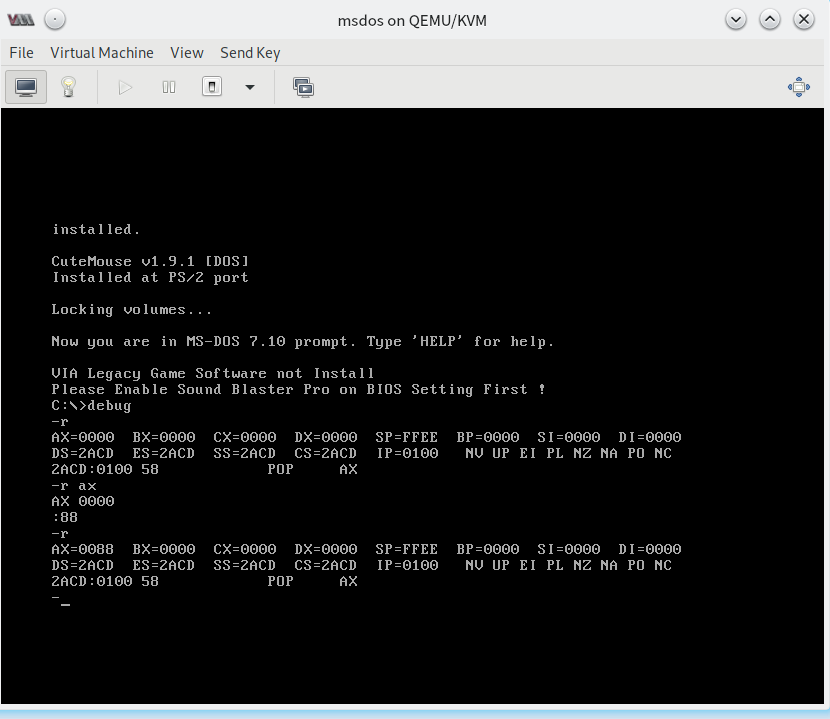 msdos on QEMU/KVM
File Virtual Machine View Send Key
installed.
CuteMouse v1.9.1 [DOS]
Installed at PS/2 port
Locking volumes...
Now you are in MS-DOS 7.10 prompt. Type 'HELP' for help.
VIA Legacy Game Software not Install
Please Enable Sound Blaster Pro on BIOS Setting First !
C:\>debug
-r
AX=0000 BX=0000 CX=0000 DX=0000 SP=FFEE BP=0000 SI=0000 DI=0000
DS=2ACD ES=2ACD SS=2ACD CS=2ACD IP=0100 NV UP EI PL NZ NA PO NC
2ACD:0100 58 POP AX
-r ax
AX 0000
:88
-r
AX=0088 BX=0000 CX=0000 DX=0000 SP=FFEE BP=0000 SI=0000 DI=0000
DS=2ACD ES=2ACD SS=2ACD CS=2ACD IP=0100 NV UP EI PL NZ NA PO NC
2ACD:0100 58 POP AX
-_